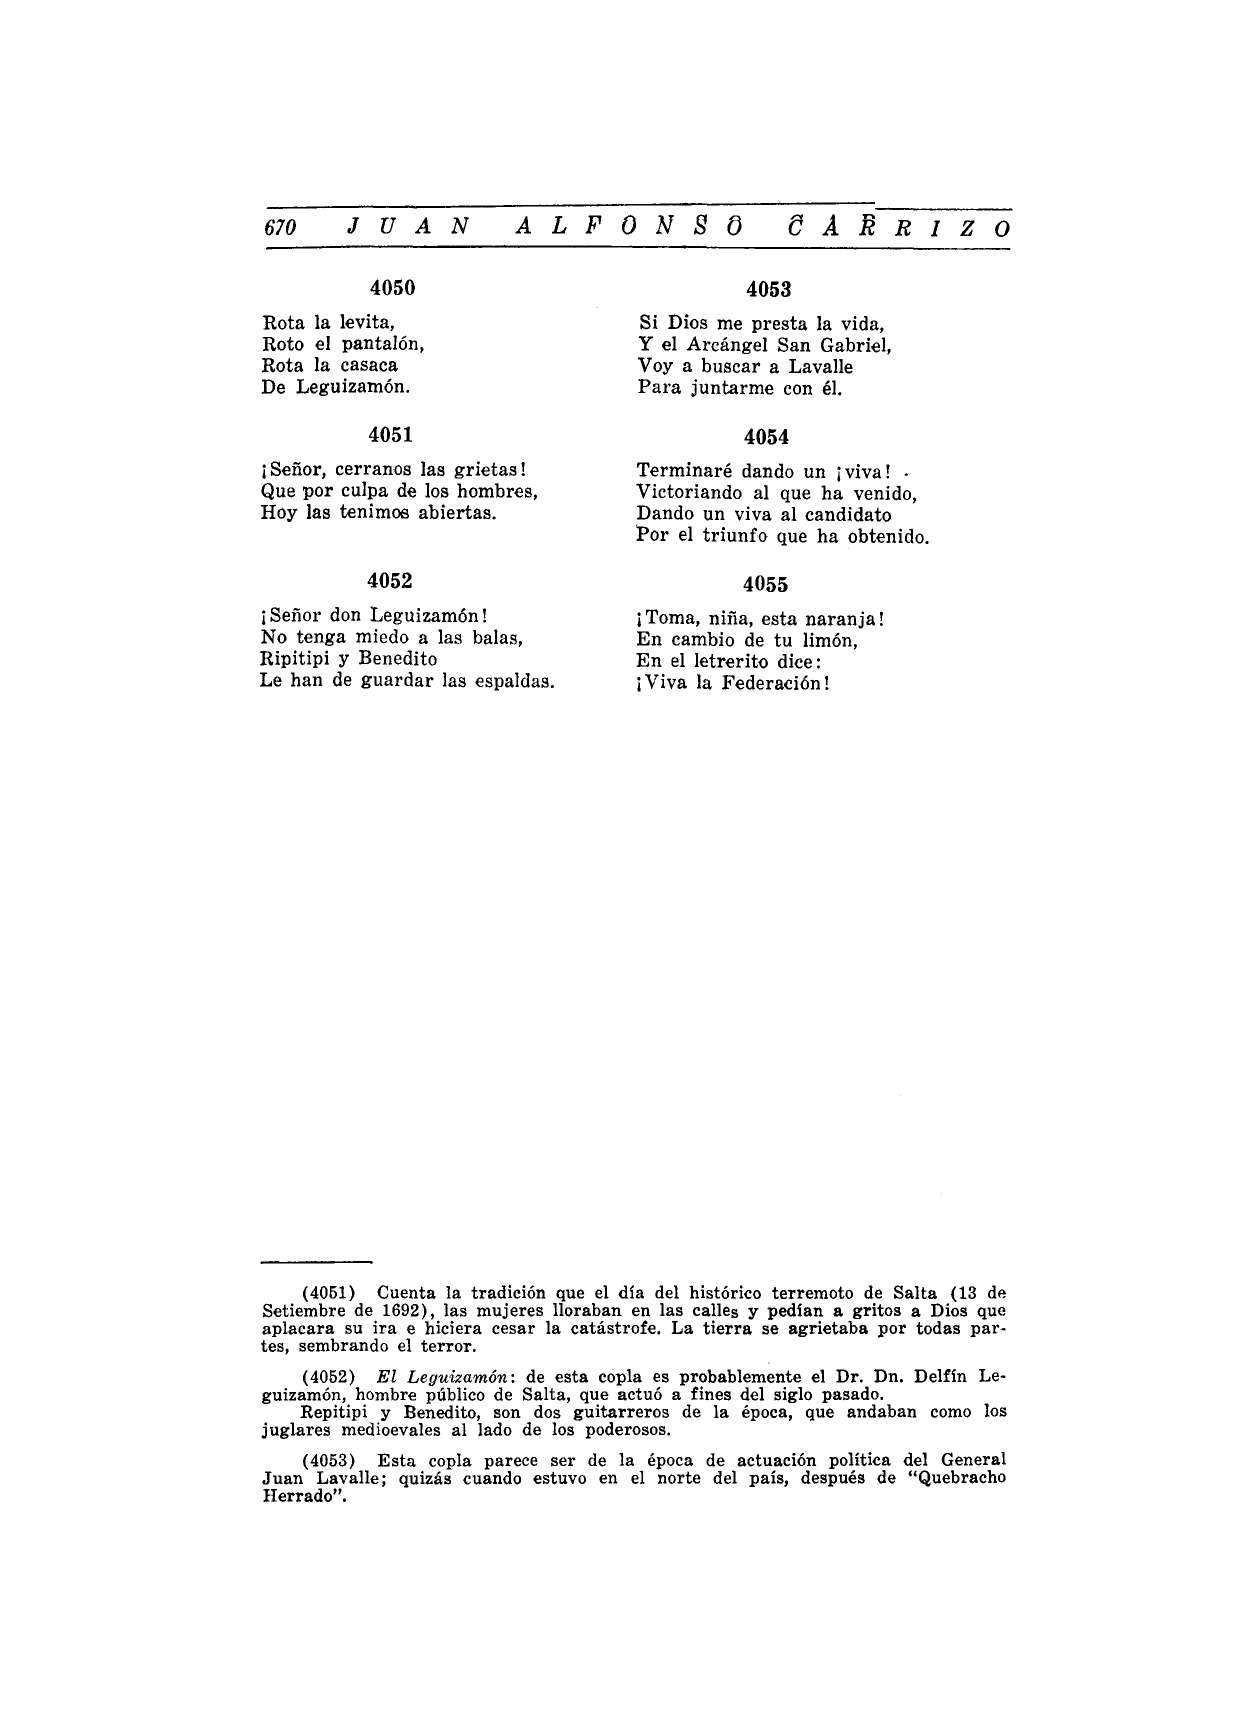 670 JUAN ALFONSO CARRIZO
4050
Rota la levita,
Roto el pantalón,
Rota la casaca
De Leguizamón.
4051
¡Señor, cerranos las grietas!
Que por culpa de los hombres,
Hoy las tenimos abiertas.
4052
¡Señor don Leguizamón!
No tenga miedo a las balas,
Ripitipi y Benedito
Le han de guardar las espaldas.
4053
Si Dios me presta la vida,
Y el Arcángel San Gabriel,
Voy a buscar a Lavalle
Para juntarme con él.
4054
Terminaré dando un ¡viva!
Victoriando al que ha venido,
Dando un viva al candidato
Por el triunfo que ha obtenido.
4055
¡Toma, niña, esta naranja!
En cambio de tu limón,
En el letrerito dice:
¡Viva la Federación!
(4051) Cuenta la tradición que el día del histórico terremoto de Salta (13 de
Setiembre de 1692), las mujeres lloraban en las calles y pedían a gritos a Dios que
aplacara su ira e hiciera cesar la catástrofe. La tierra se agrietaba por todas par-
tes, sembrando el terror.
(4052) El Leguizamón: de esta copla es probablemente el Dr. Dn. Delfín Le-
guizamón, hombre público de Salta, que actuó a fines del siglo pasado.
Repitipi y Benedito, son dos guitarreros de la época, que andaban como los
juglares medioevales al lado de los poderosos.
(4053) Esta copla parece ser de la época de actuación política del General
Juan Lavalle; quizás cuando estuvo en el norte del país, después de "Quebracho
Herrado".